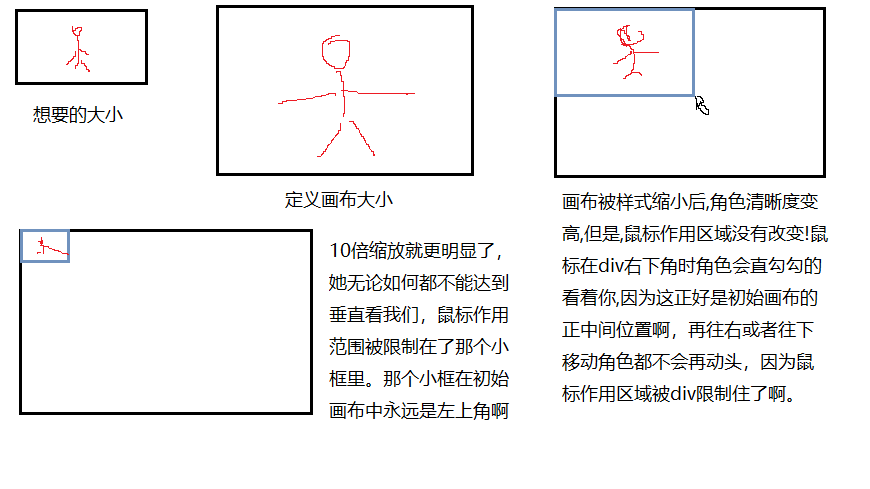 想要的大小
定义画布大小
画布被样式缩小后,角色清晰度变
高,但是,鼠标作用区域没有改变!鼠
标在div右下角时角色会直勾勾的
看着你,因为这正好是初始画布的
正中间位置啊，再往右或者往下
移动角色都不会再动头，因为鼠
标作用区域被div限制住了啊。
10倍缩放就更明显了，
她无论如何都不能达到
垂直看我们，鼠标作用
范围被限制在了那个小
框里。那个小框在初始
画布中永远是左上角啊